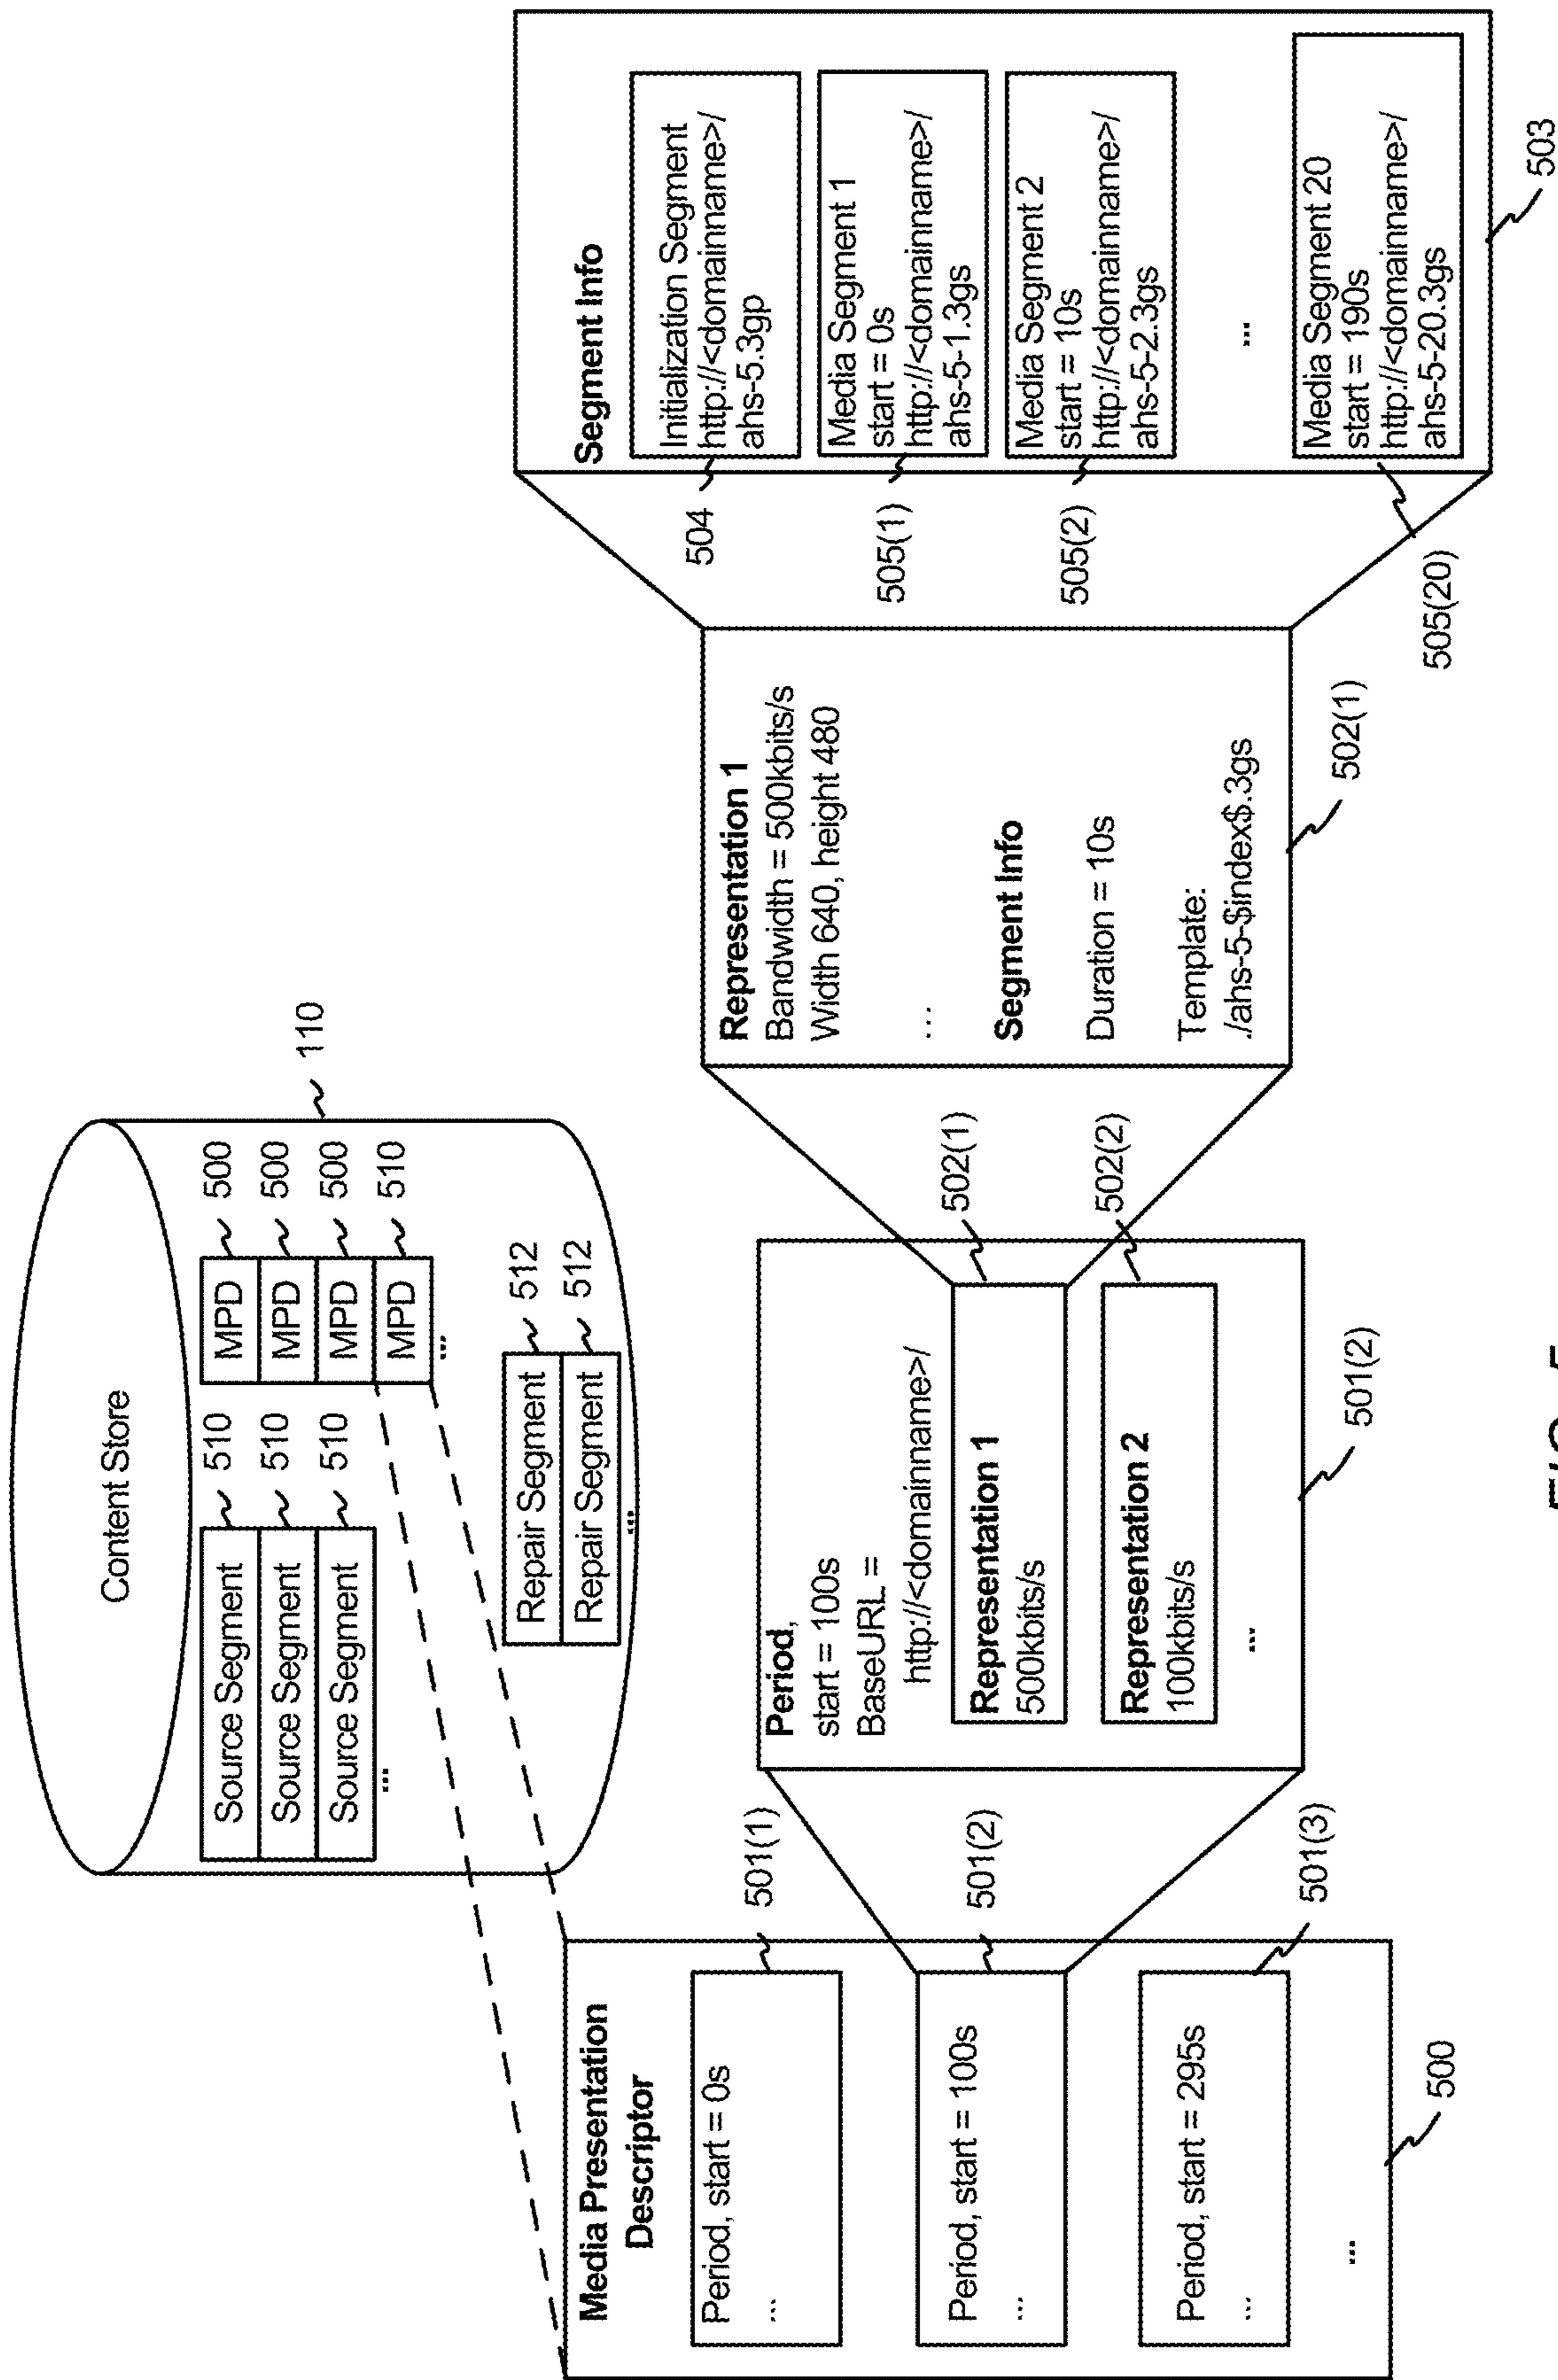 Content Store
Source Segment
510
Source Segment
510
Source Segment
510
...
MPD
500
MPD
500
MPD
500
MPD
510
...
Repair Segment
512
Repair Segment
512
...
110
Media Presentation
Descriptor
Period, start = 0s
...
501(1)
Period, start = 100s
...
501(2)
Period, start = 295s
...
501(3)
...
500
Period,
start = 100s
BaseURL =
http://<domainname>/
Representation 1
500kbits/s
502(1)
Representation 2
100kbits/s
502(2)
...
501(2)
Representation 1
Bandwidth = 500kbits/s
Width 640, height 480
...
Segment Info
Duration = 10s
Template:
./ahs-5-$index$.3gs
502(1)
Segment Info
Initialization Segment
http://<domainname>/
ahs-5.3gp
504
Media Segment 1
start = 0s
http://<domainname>/
ahs-5-1.3gs
505(1)
Media Segment 2
start = 10s
http://<domainname>/
ahs-5-2.3gs
505(2)
...
Media Segment 20
start = 190s
http://<domainname>/
ahs-5-20.3gs
505(20)
503